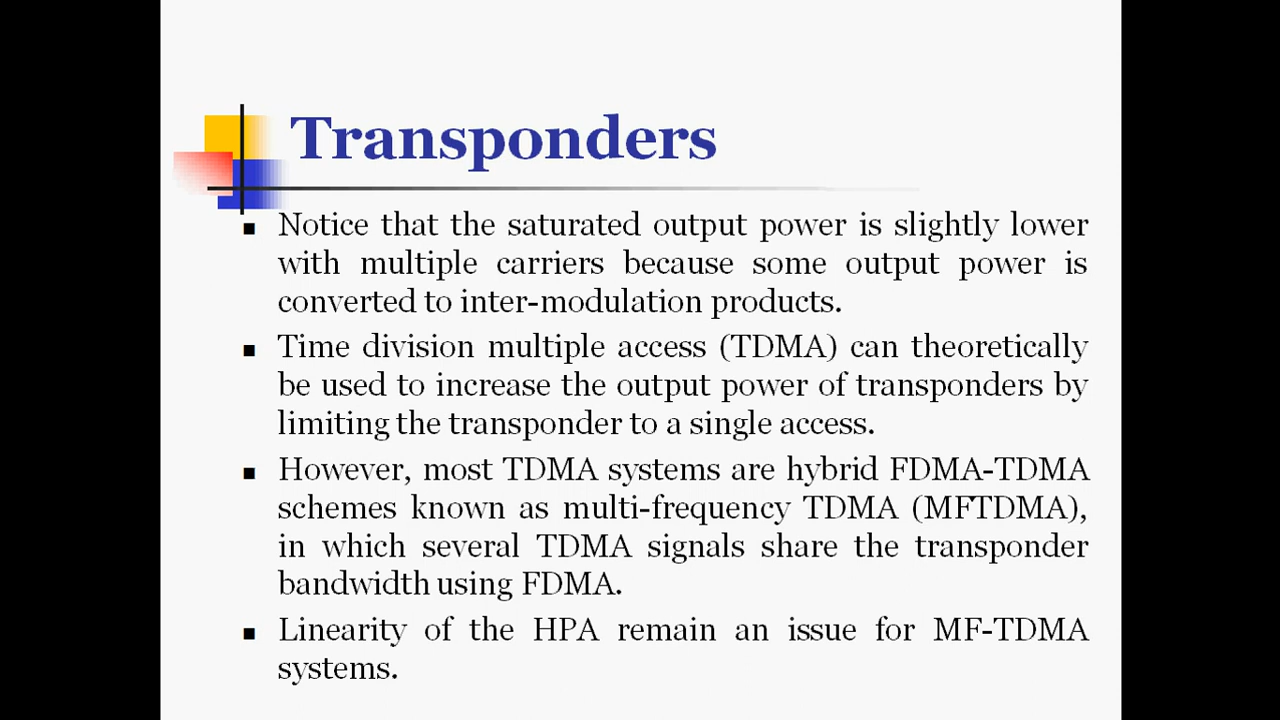 Transponders
Notice that the saturated output power is slightly lower
with multiple carriers because some output power is
converted to inter-modulation products.
Time division multiple access (TDMA) can theoretically
be used to increase the output power of transponders by
limiting the transponder to a single access.
However, most TDMA systems are hybrid FDMA-TDMA
schemes known as multi-frequency TDMA (MFTDMA),
in which several TDMA signals share the transponder
bandwidth using FDMA.
Linearity of the HPA remain an issue for MF-TDMA
systems.